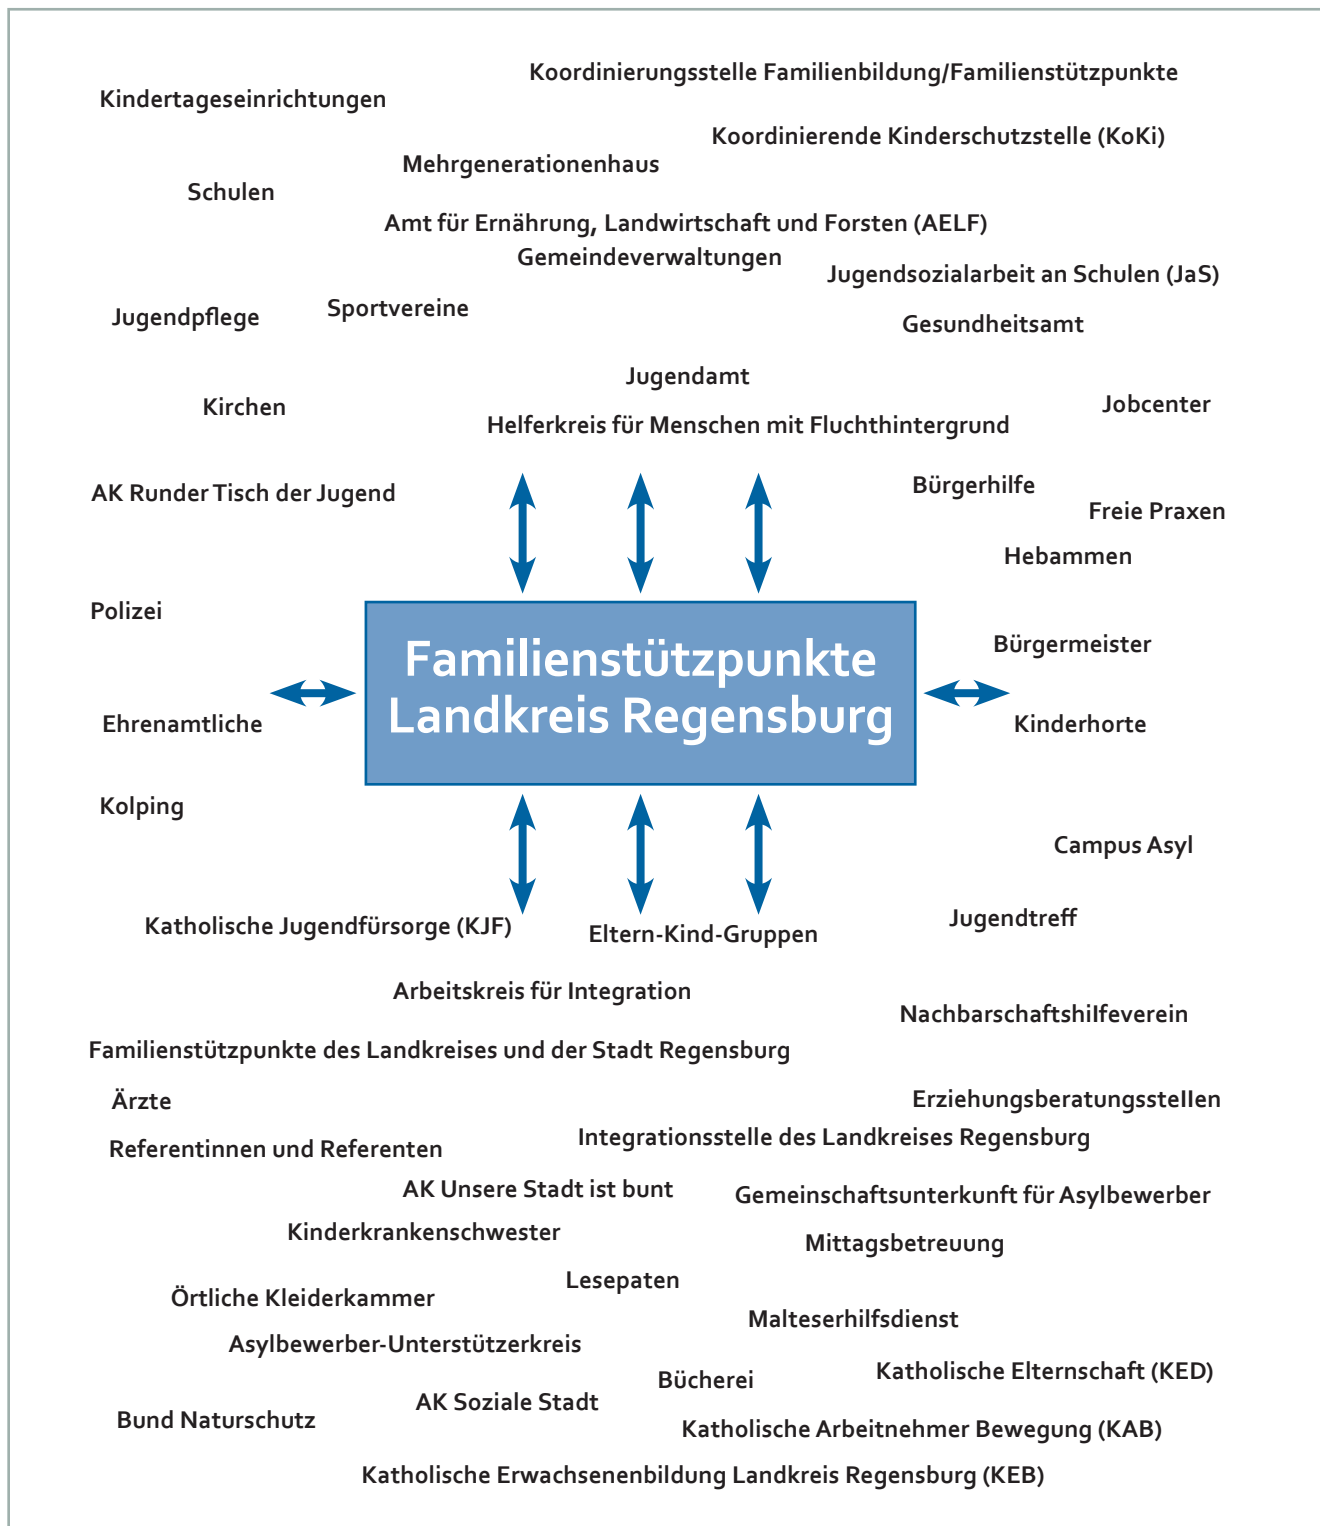 Koordinierungsstelle Familienbildung/Familienstützpunkte
Kindertageseinrichtungen
Koordinierende Kinderschutzstelle (KoKi)
Mehrgenerationenhaus
Schulen
Amt für Ernährung, Landwirtschaft und Forsten (AELF)
Gemeindeverwaltungen
Jugendsozialarbeit an Schulen (JaS)
Sportvereine
Jugendpflege
Gesundheitsamt
Jugendamt
Kirchen
Jobcenter
Helferkreis für Menschen mit Fluchthintergrund
AK Runder Tisch der Jugend
Bürgerhilfe
Freie Praxen
Hebammen
Polizei
Bürgermeister
Familienstützpunkte
Landkreis Regensburg
Ehrenamtliche
Kinderhorte
Kolping
Campus Asyl
Katholische Jugendfürsorge (KJF)
Eltern-Kind-Gruppen
Jugendtreff
Arbeitskreis für Integration
Nachbarschaftshilfeverein
Familienstützpunkte des Landkreises und der Stadt Regensburg
Ärzte
Erziehungsberatungsstellen
Referentinnen und Referenten
Integrationsstelle des Landkreises Regensburg
AK Unsere Stadt ist bunt
Gemeinschaftsunterkunft für Asylbewerber
Kinderkrankenschwester
Mittagsbetreuung
Lesepaten
Örtliche Kleiderkammer
Malteserhilfsdienst
Asylbewerber-Unterstützerkreis
Katholische Elternschaft (KED)
Bücherei
AK Soziale Stadt
Bund Naturschutz
Katholische Arbeitnehmer Bewegung (KAB)
Katholische Erwachsenenbildung Landkreis Regensburg (KEB)